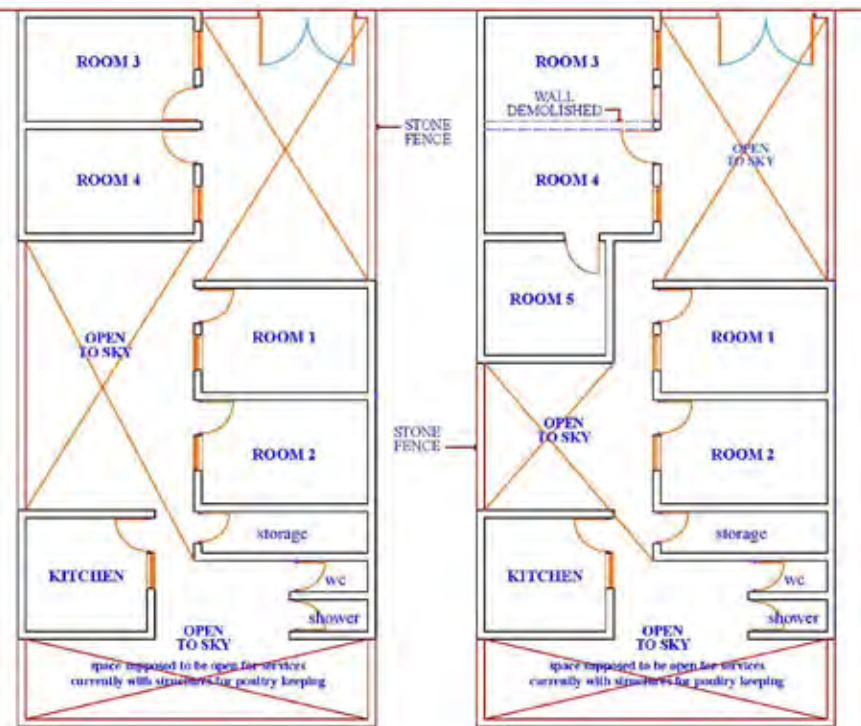 ROOM 3
STONE
FENCE
ROOM 4
OPEN
TO SKY
ROOM 1
ROOM 2
storage
KITCHEN
wc
shower
OPEN
TO SKY
space supposed to be open for services
currently with structures for poultry keeping
ROOM 3
WALL
DEMOLISHED
OPEN
TO SKY
ROOM 4
ROOM 5
ROOM 1
OPEN
TO SKY
STONE
FENCE
ROOM 2
storage
KITCHEN
wc
shower
OPEN
TO SKY
space supposed to be open for services
currently with structures for poultry keeping